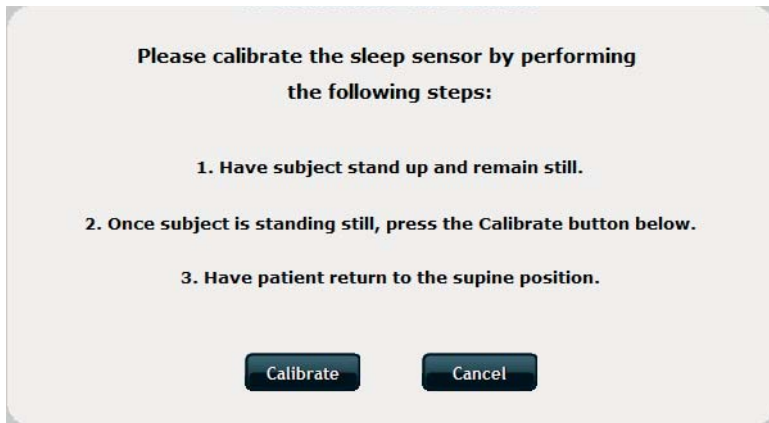 Please calibrate the sleep sensor by performing
the following steps:
1. Have subject stand up and remain still.
2. Once subject is standing still, press the Calibrate button below.
3. Have patient return to the supine position.
Calibrate
Cancel